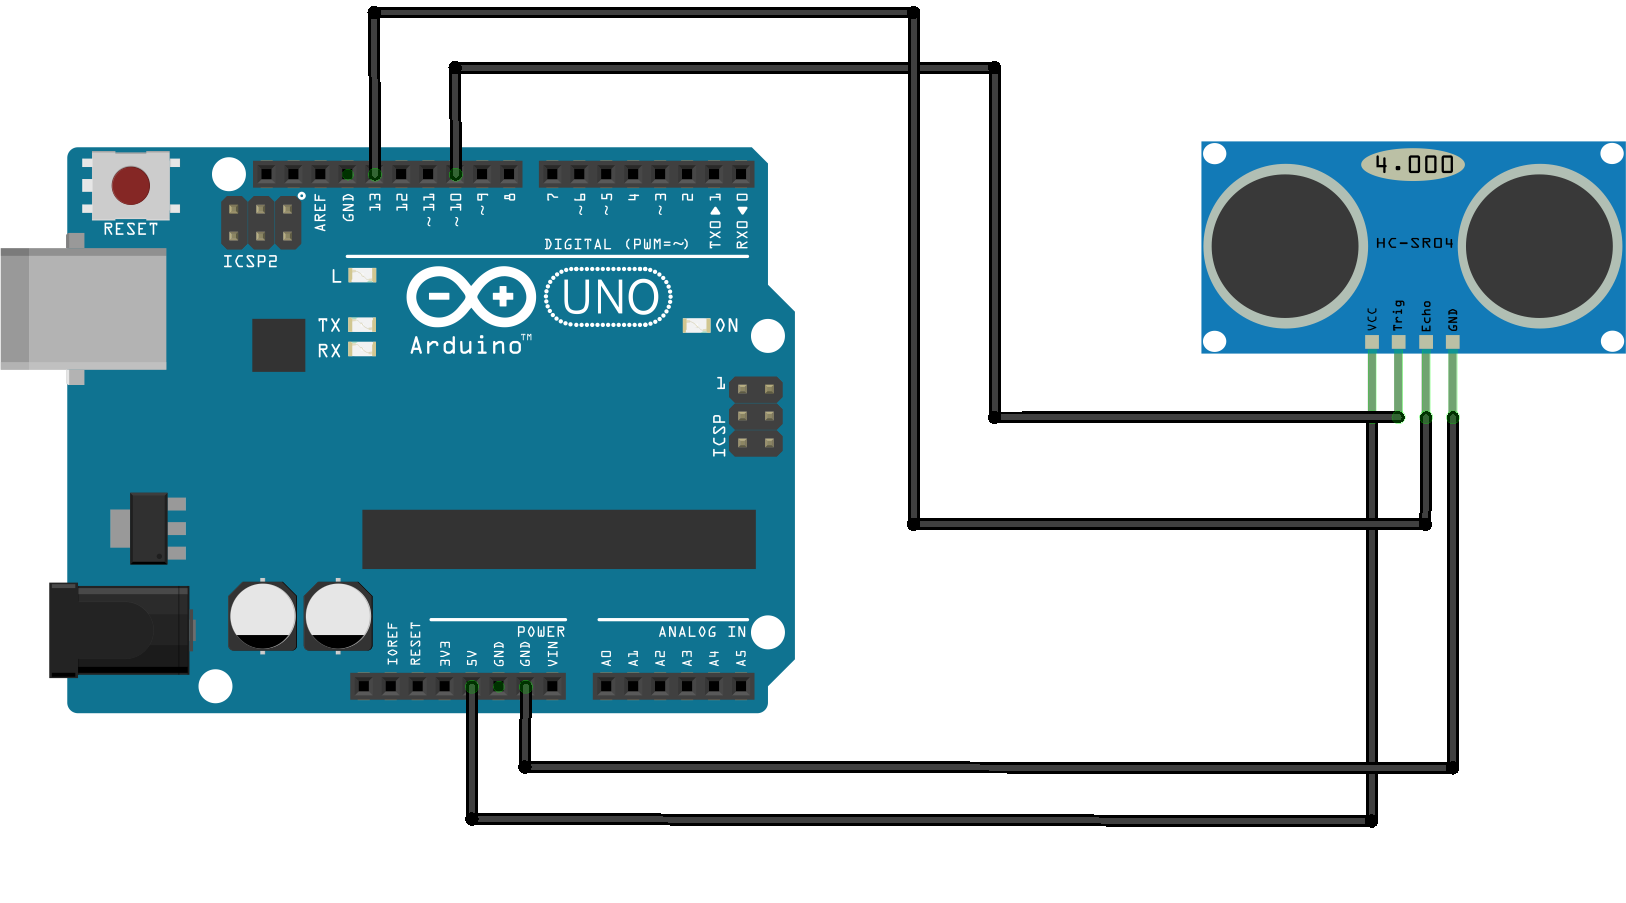 4.000
HC-SR04
VCC
Trig
Echo
GND
RESET
ICSP2
AREF
GND
13
12
~11
~10
~9
8
7
~6
~5
4
~3
2
TX0▶1
RX0◀0
DIGITAL (PWM=~)
L
TX
RX
UNO
Arduino™
ON
1
ICSP
IOREF
RESET
3V3
5V
GND
GND
VIN
POWER
ANALOG IN
A0
A1
A2
A3
A4
A5